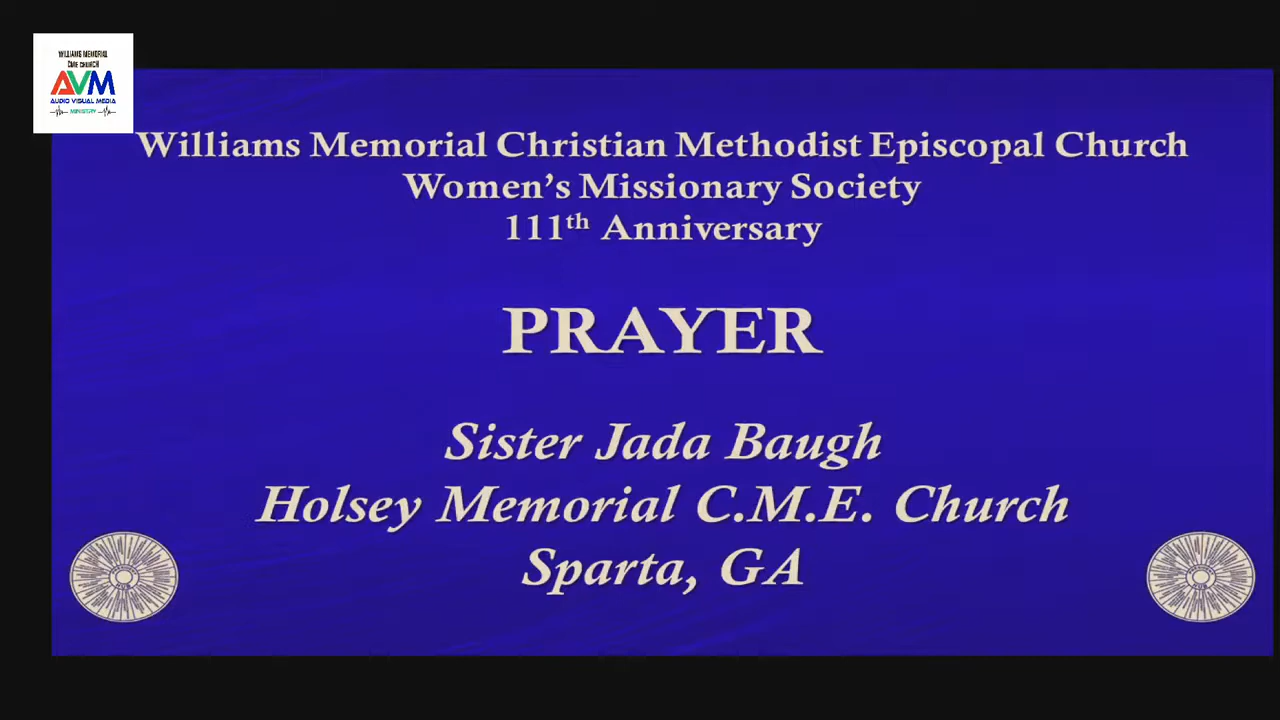 WILLIAMS MEMORIAL
CME CHURCH
AVM
AUDIO VISUAL MEDIA
MINISTRY
Williams Memorial Christian Methodist Episcopal Church
Women's Missionary Society
111th Anniversary
PRAYER
Sister Jada Baugh
Holsey Memorial C.M.E. Church
Sparta, GA